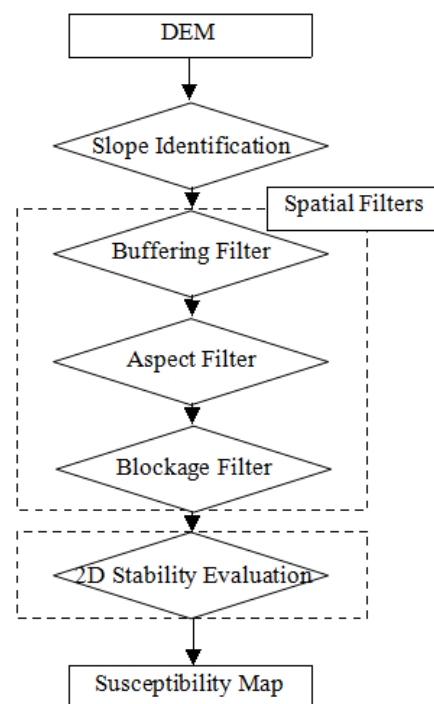 DEM
Slope Identification
Spatial Filters
Buffering Filter
Aspect Filter
Blockage Filter
2D Stability Evaluation
Susceptibility Map